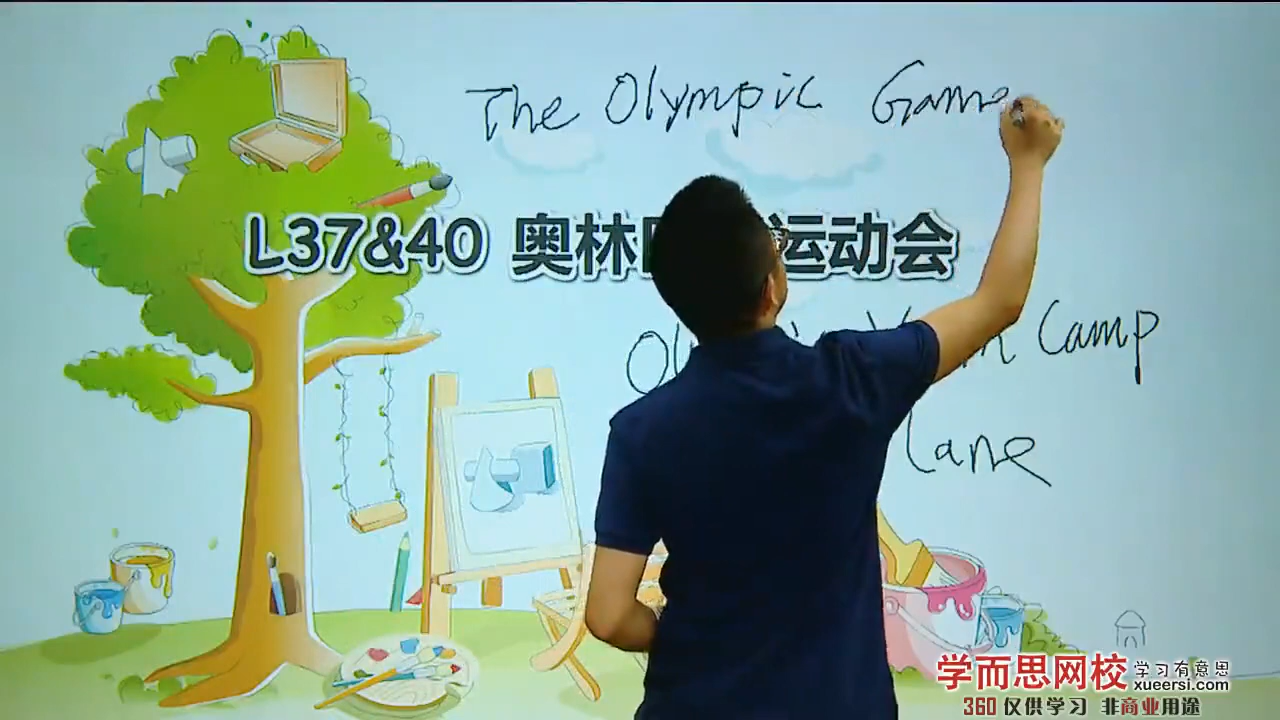 The Olympic Game
L37&40 奥林 运动会
Camp
Lane
学而思网校 学习有意思
xueersi.com
360 仅供学习 非商业用途